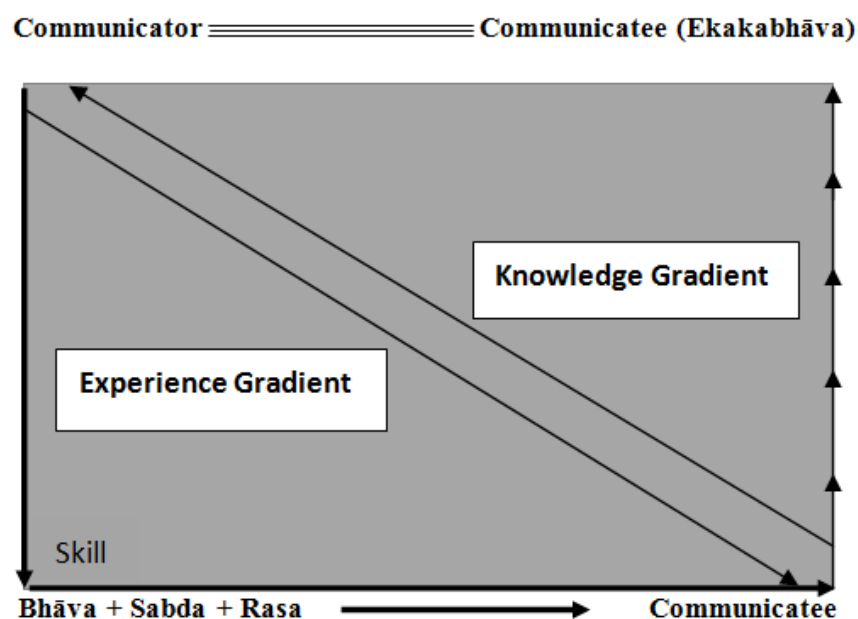 Communicator Communicatee (Ekakabhāva)
Knowledge Gradient
Experience Gradient
Skill
Bhāva + Sabda + Rasa Communicatee